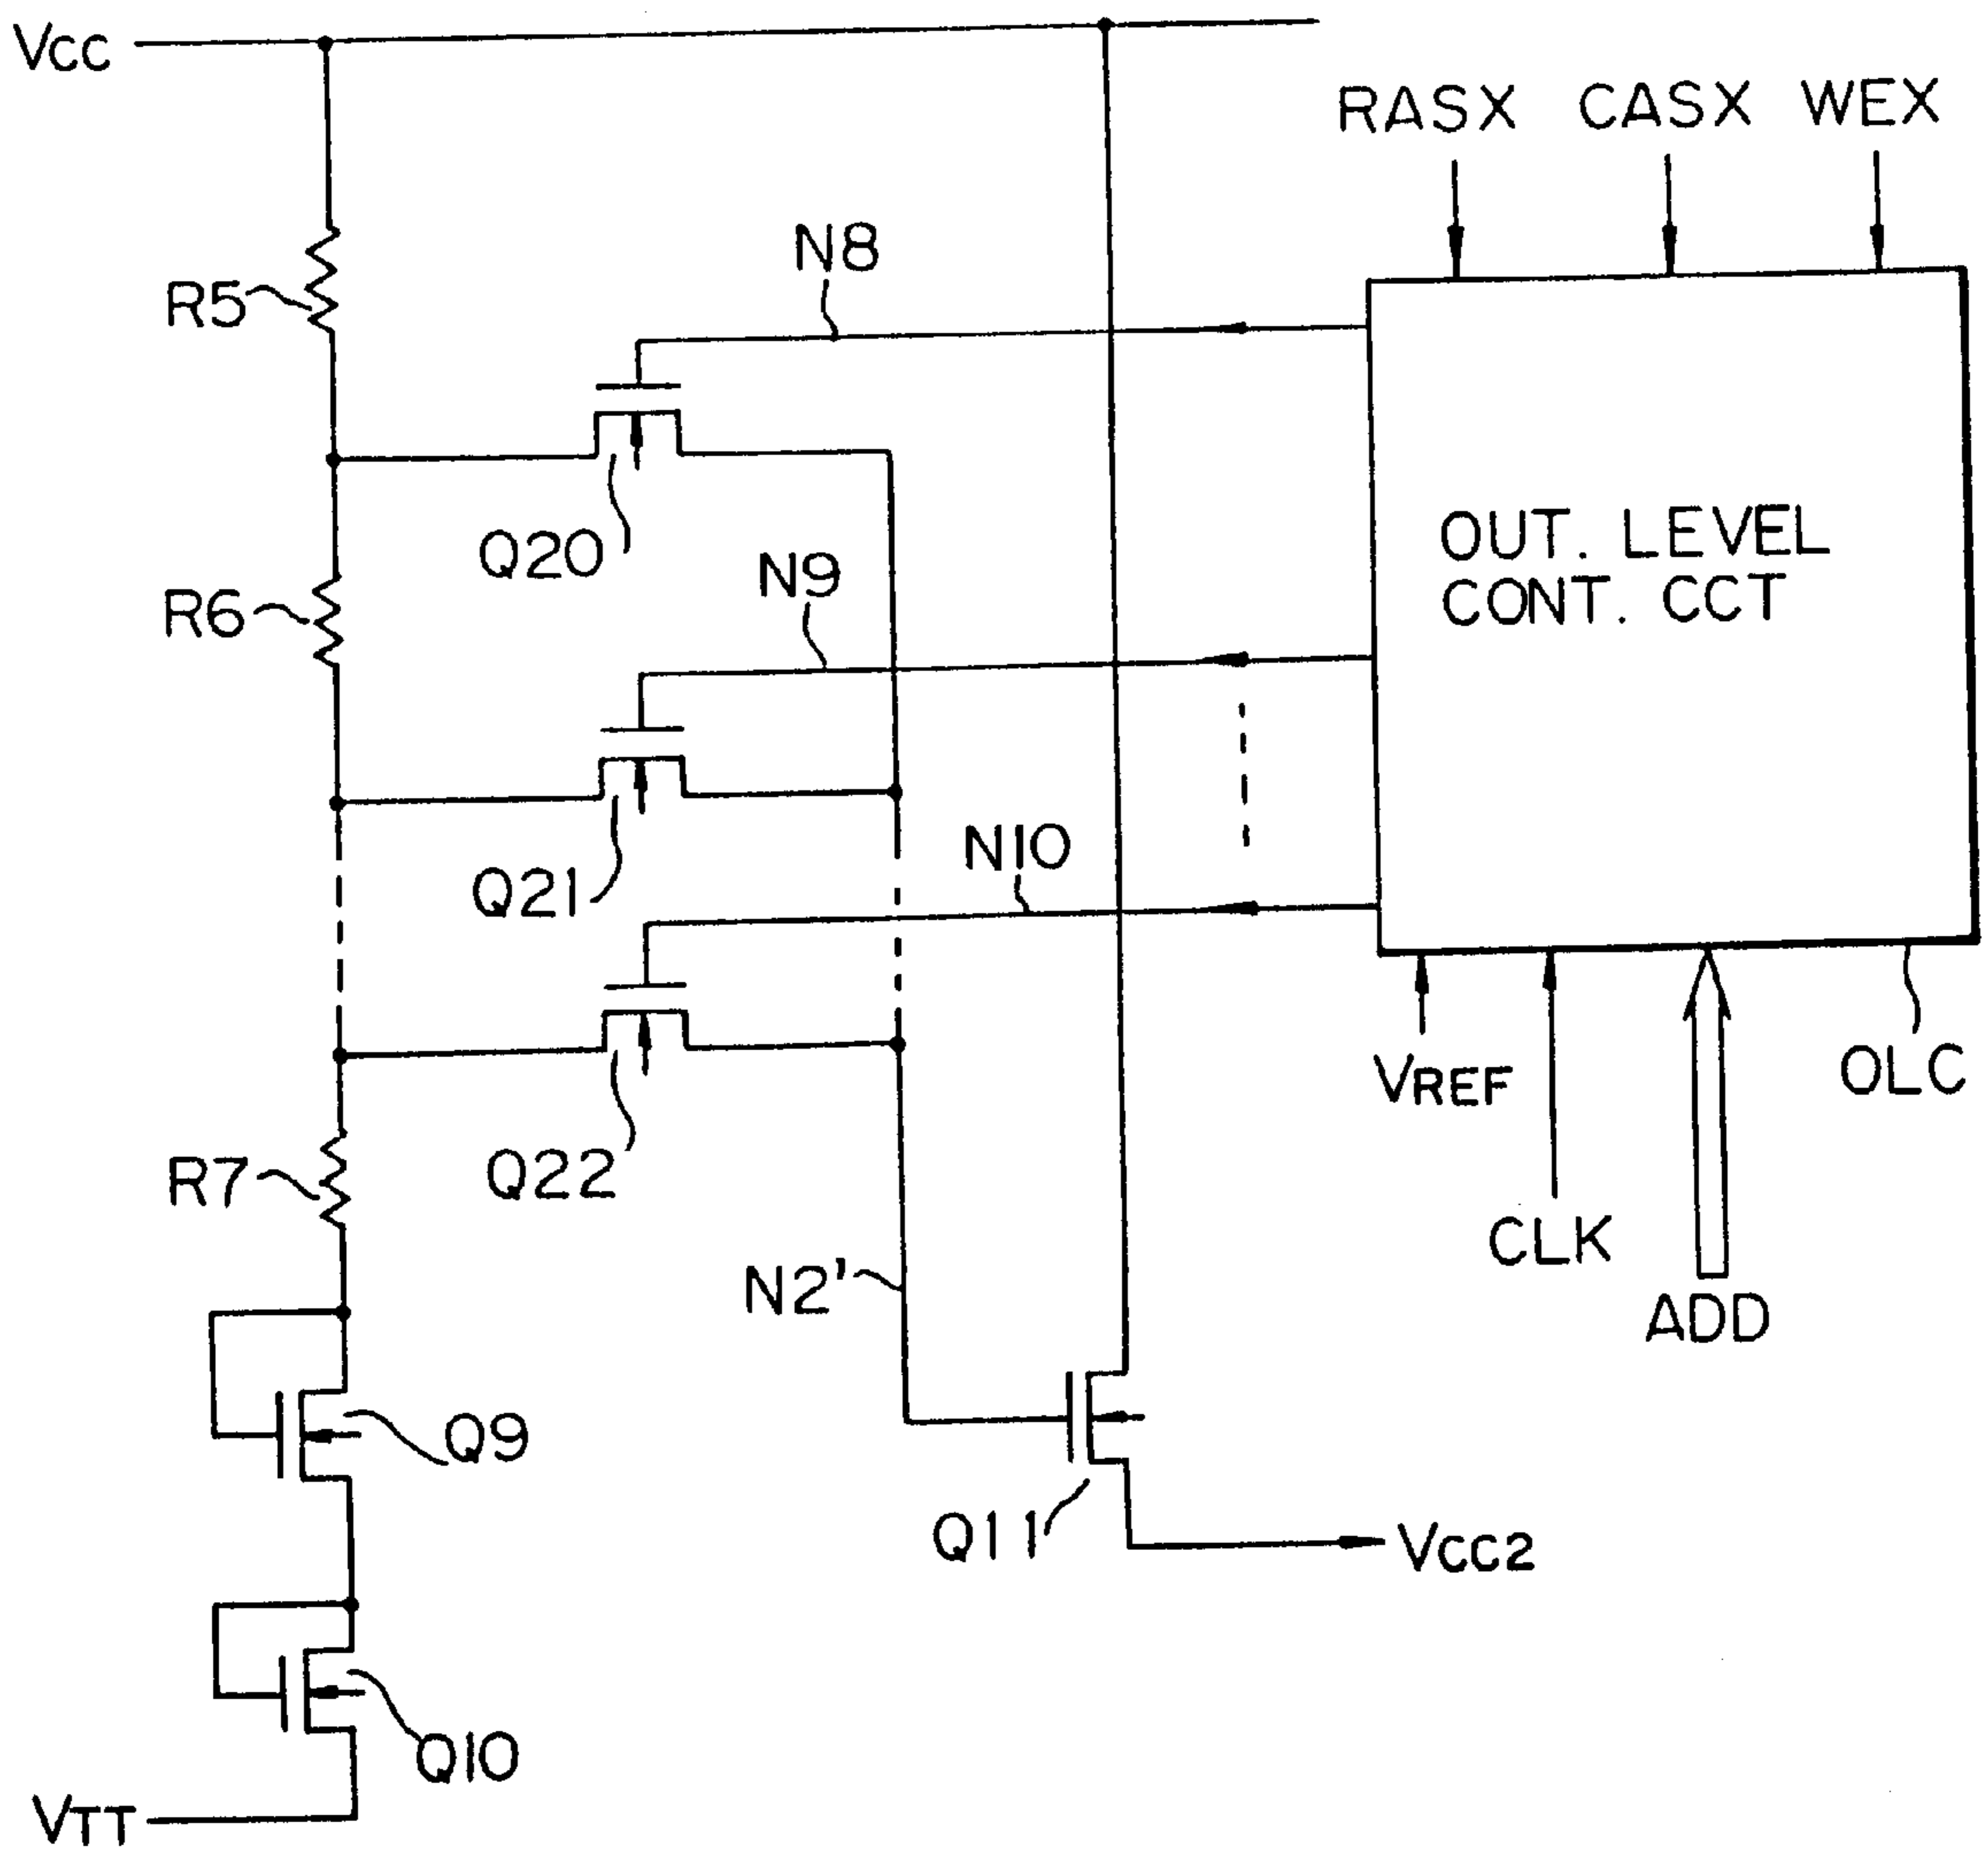 VCC
RASX CASX WEX
N8
R5
Q20
OUT. LEVEL
CONT. CCT
N9
R6
Q21
N10
VREF
OLC
R7
Q22
CLK
N2'
ADD
Q9
Q11
VCC2
Q10
VTT